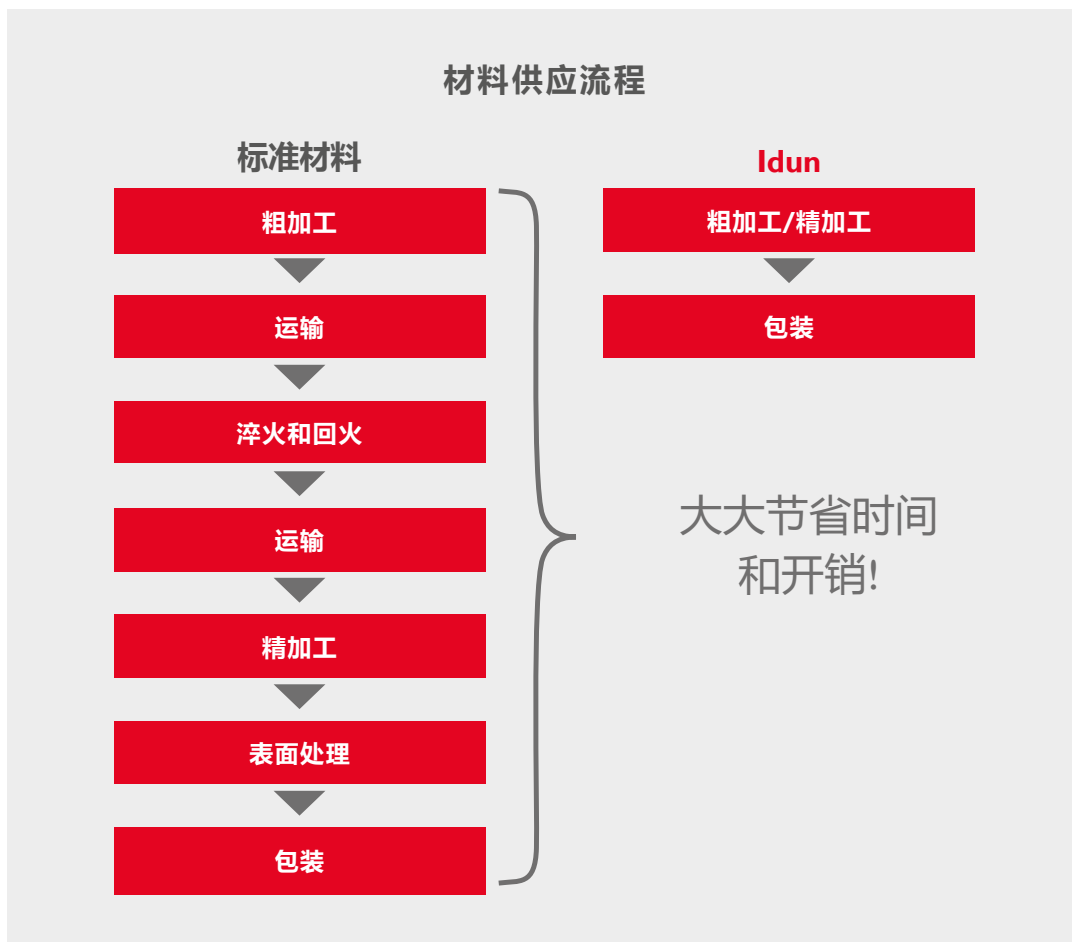 材料供应流程
标准材料
粗加工
运输
淬火和回火
运输
精加工
表面处理
包装
Idun
粗加工/精加工
包装
大大节省时间
和开销!